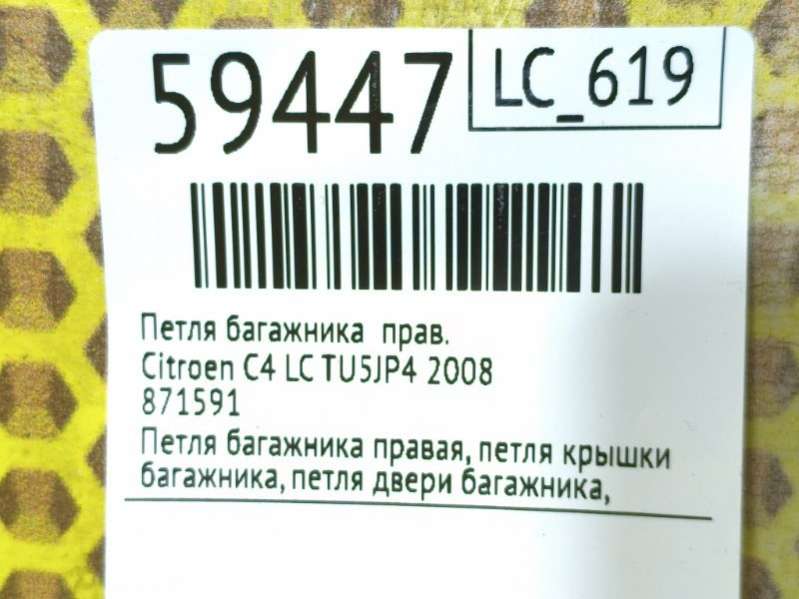 59447
LC_619
Петля багажника прав.
Citroen C4 LC TU5JP4 2008
871591
Петля багажника правая, петля крышки
багажника, петля двери багажника,